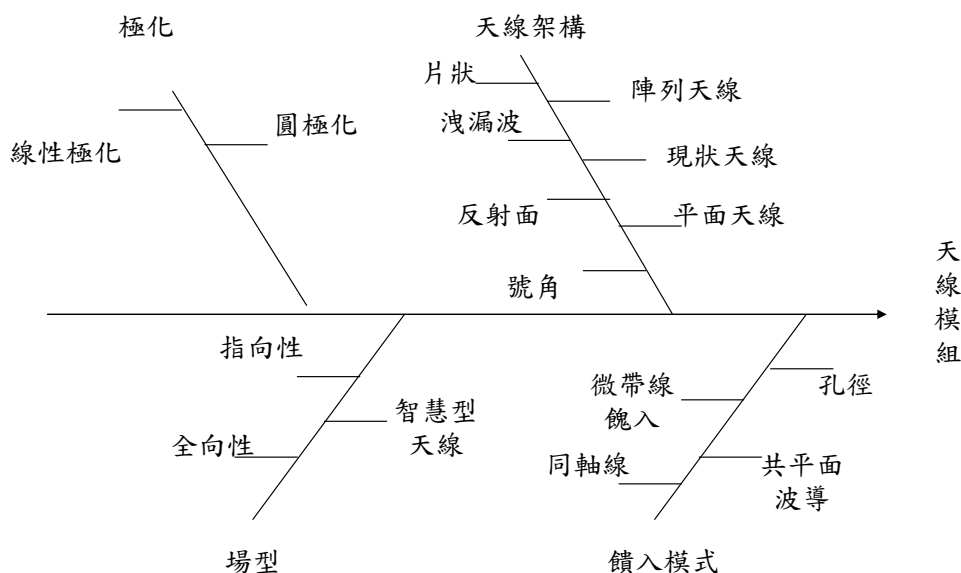 極化
天線架構
片狀
陣列天線
洩漏波
圓極化
線性極化
現狀天線
反射面
平面天線
號角
天線模組
指向性
孔徑
微帶線
餽入
智慧型
天線
全向性
同軸線
共平面
波導
場型
饋入模式